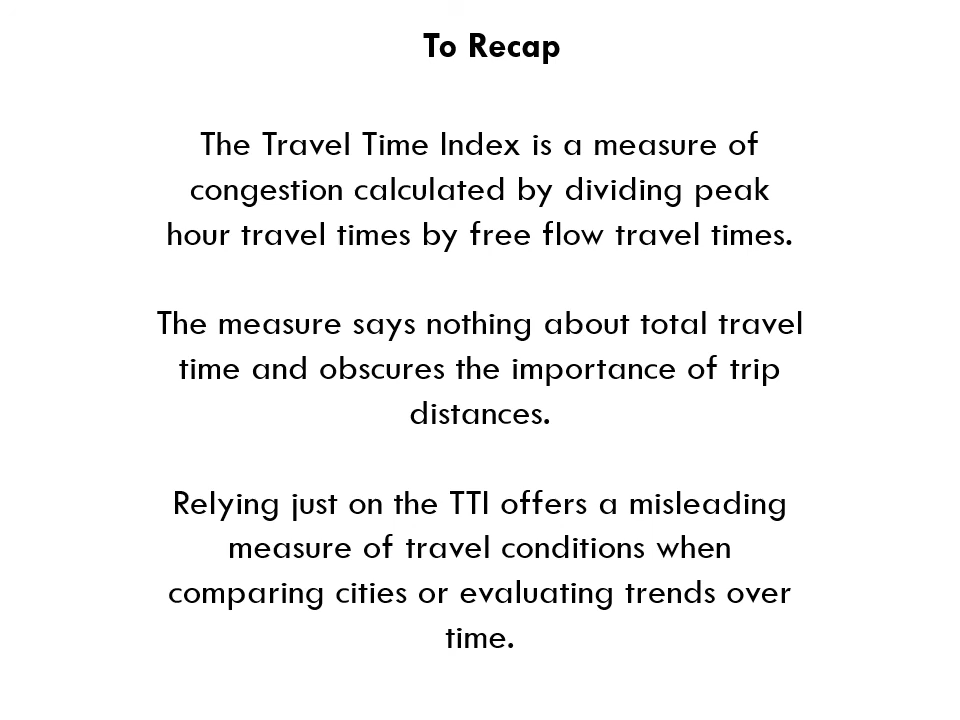 To Recap
The Travel Time Index is a measure of
congestion calculated by dividing peak
hour travel times by free flow travel times.
The measure says nothing about total travel
time and obscures the importance of trip
distances.
Relying just on the TTI offers a misleading
measure of travel conditions when
comparing cities or evaluating trends over
time.